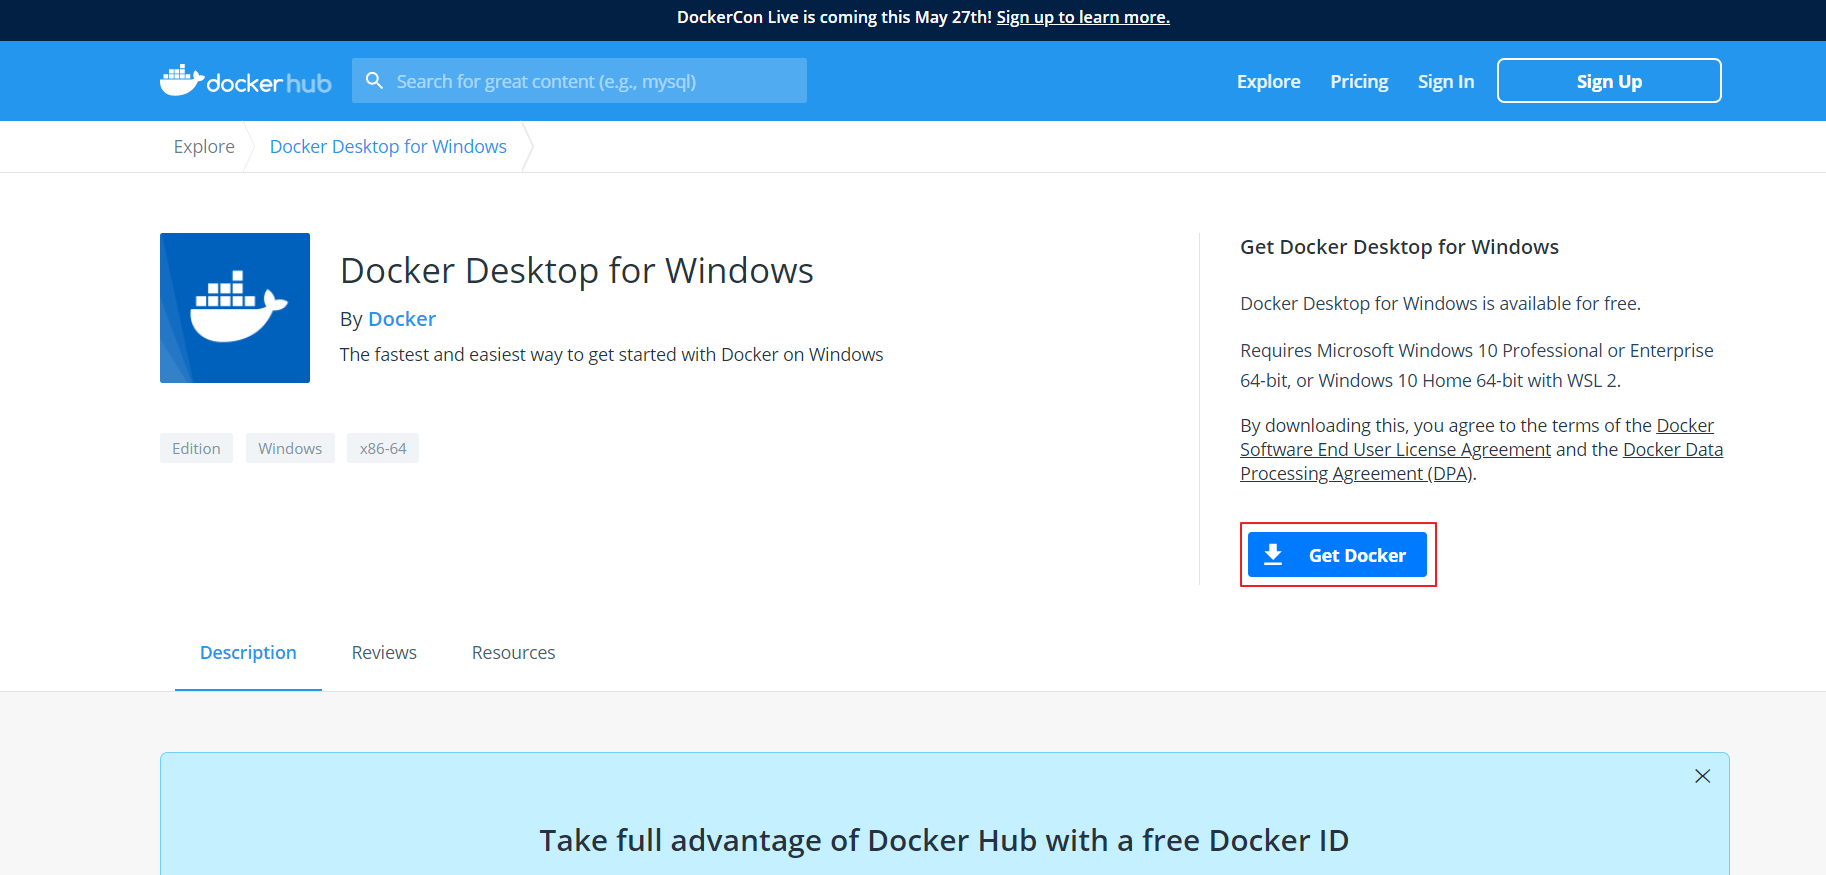 DockerCon Live is coming this May 27th! Sign up to learn more.
docker hub
Search for great content (e.g., mysql)
Explore
Pricing
Sign In
Sign Up
Explore
Docker Desktop for Windows
Docker Desktop for Windows
By Docker
The fastest and easiest way to get started with Docker on Windows
Edition
Windows
x86-64
Get Docker Desktop for Windows
Docker Desktop for Windows is available for free.
Requires Microsoft Windows 10 Professional or Enterprise
64-bit, or Windows 10 Home 64-bit with WSL 2.
By downloading this, you agree to the terms of the Docker
Software End User License Agreement and the Docker Data
Processing Agreement (DPA).
Get Docker
Description
Reviews
Resources
Take full advantage of Docker Hub with a free Docker ID